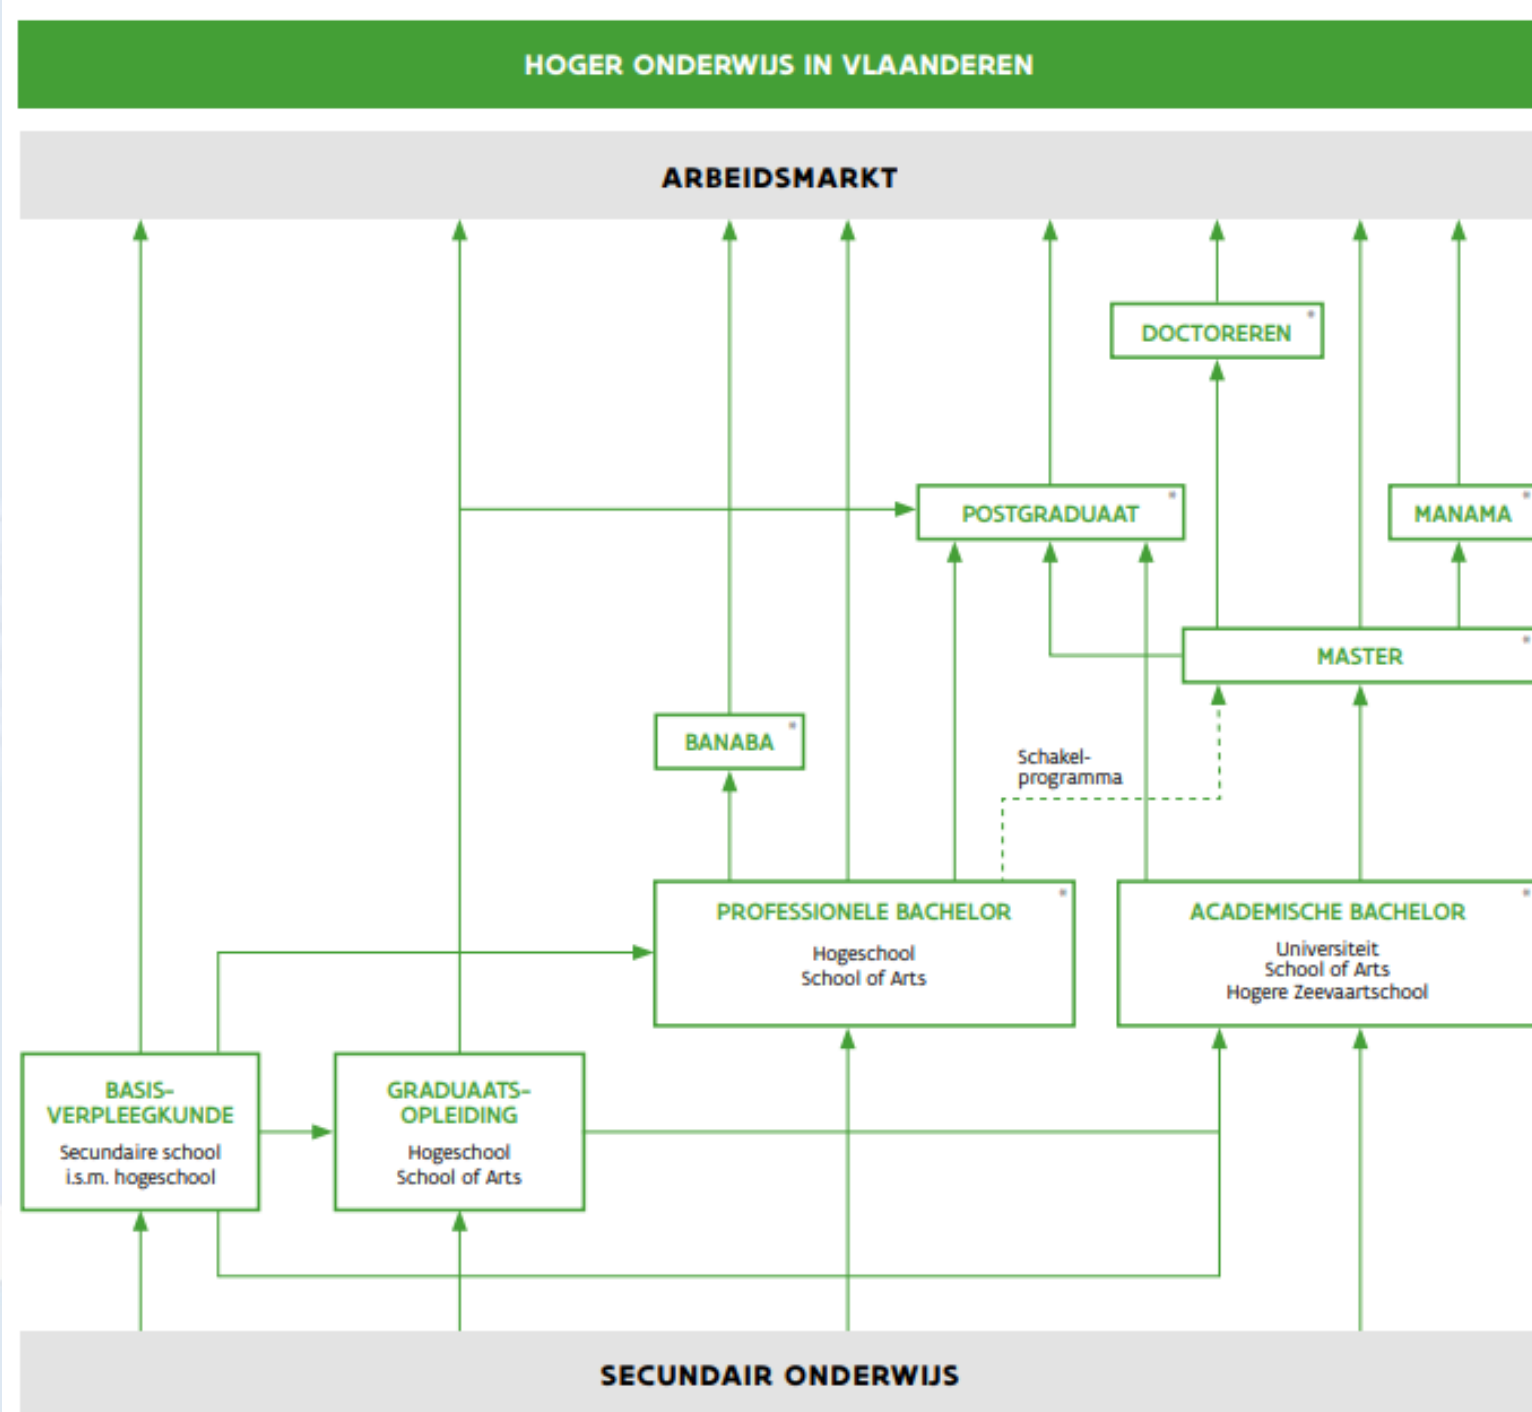 HOGER ONDERWIJS IN VLAANDEREN
ARBEIDSMARKT
DOCTOREREN *
POSTGRADUAAT *
MANAMA *
MASTER *
BANABA *
Schakel-
programma
PROFESSIONELE BACHELOR *
Hogeschool
School of Arts
ACADEMISCHE BACHELOR *
Universiteit
School of Arts
Hogere Zeevaartschool
BASIS-
VERPLEEGKUNDE
Secundaire school
i.s.m. hogeschool
GRADUAATS-
OPLEIDING
Hogeschool
School of Arts
SECUNDAIR ONDERWIJS